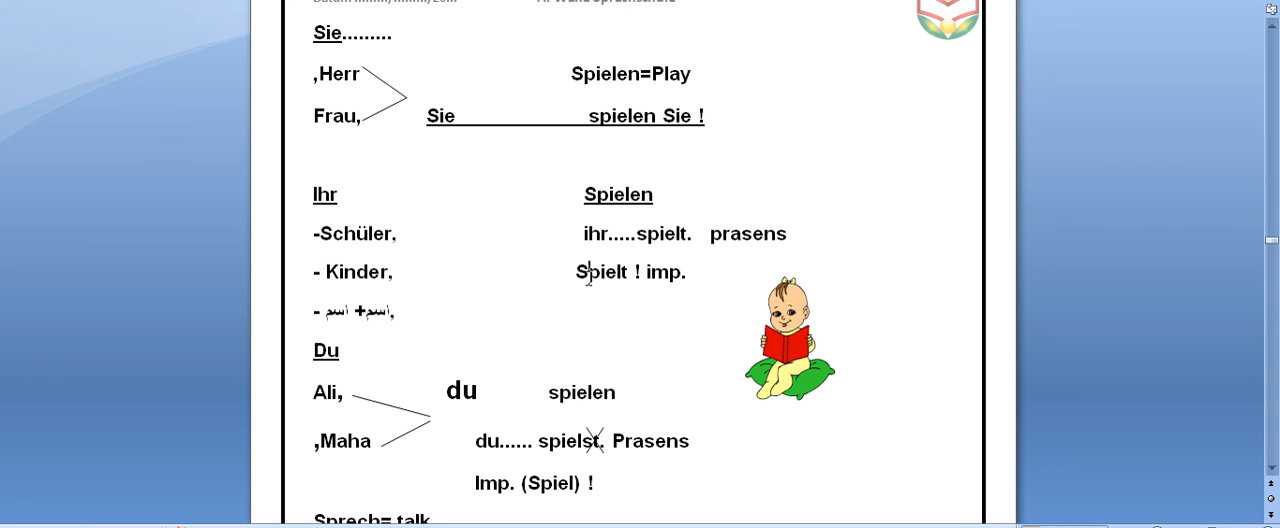 Sie.........
,Herr Spielen=Play
Frau, Sie spielen Sie !
Ihr Spielen
-Schüler, ihr.....spielt. prasens
- Kinder, Spielt ! imp.
- اسم+ اسم,
Du
Ali, du spielen
,Maha du...... spielst. Prasens
Imp. (Spiel) !
Sprech= talk